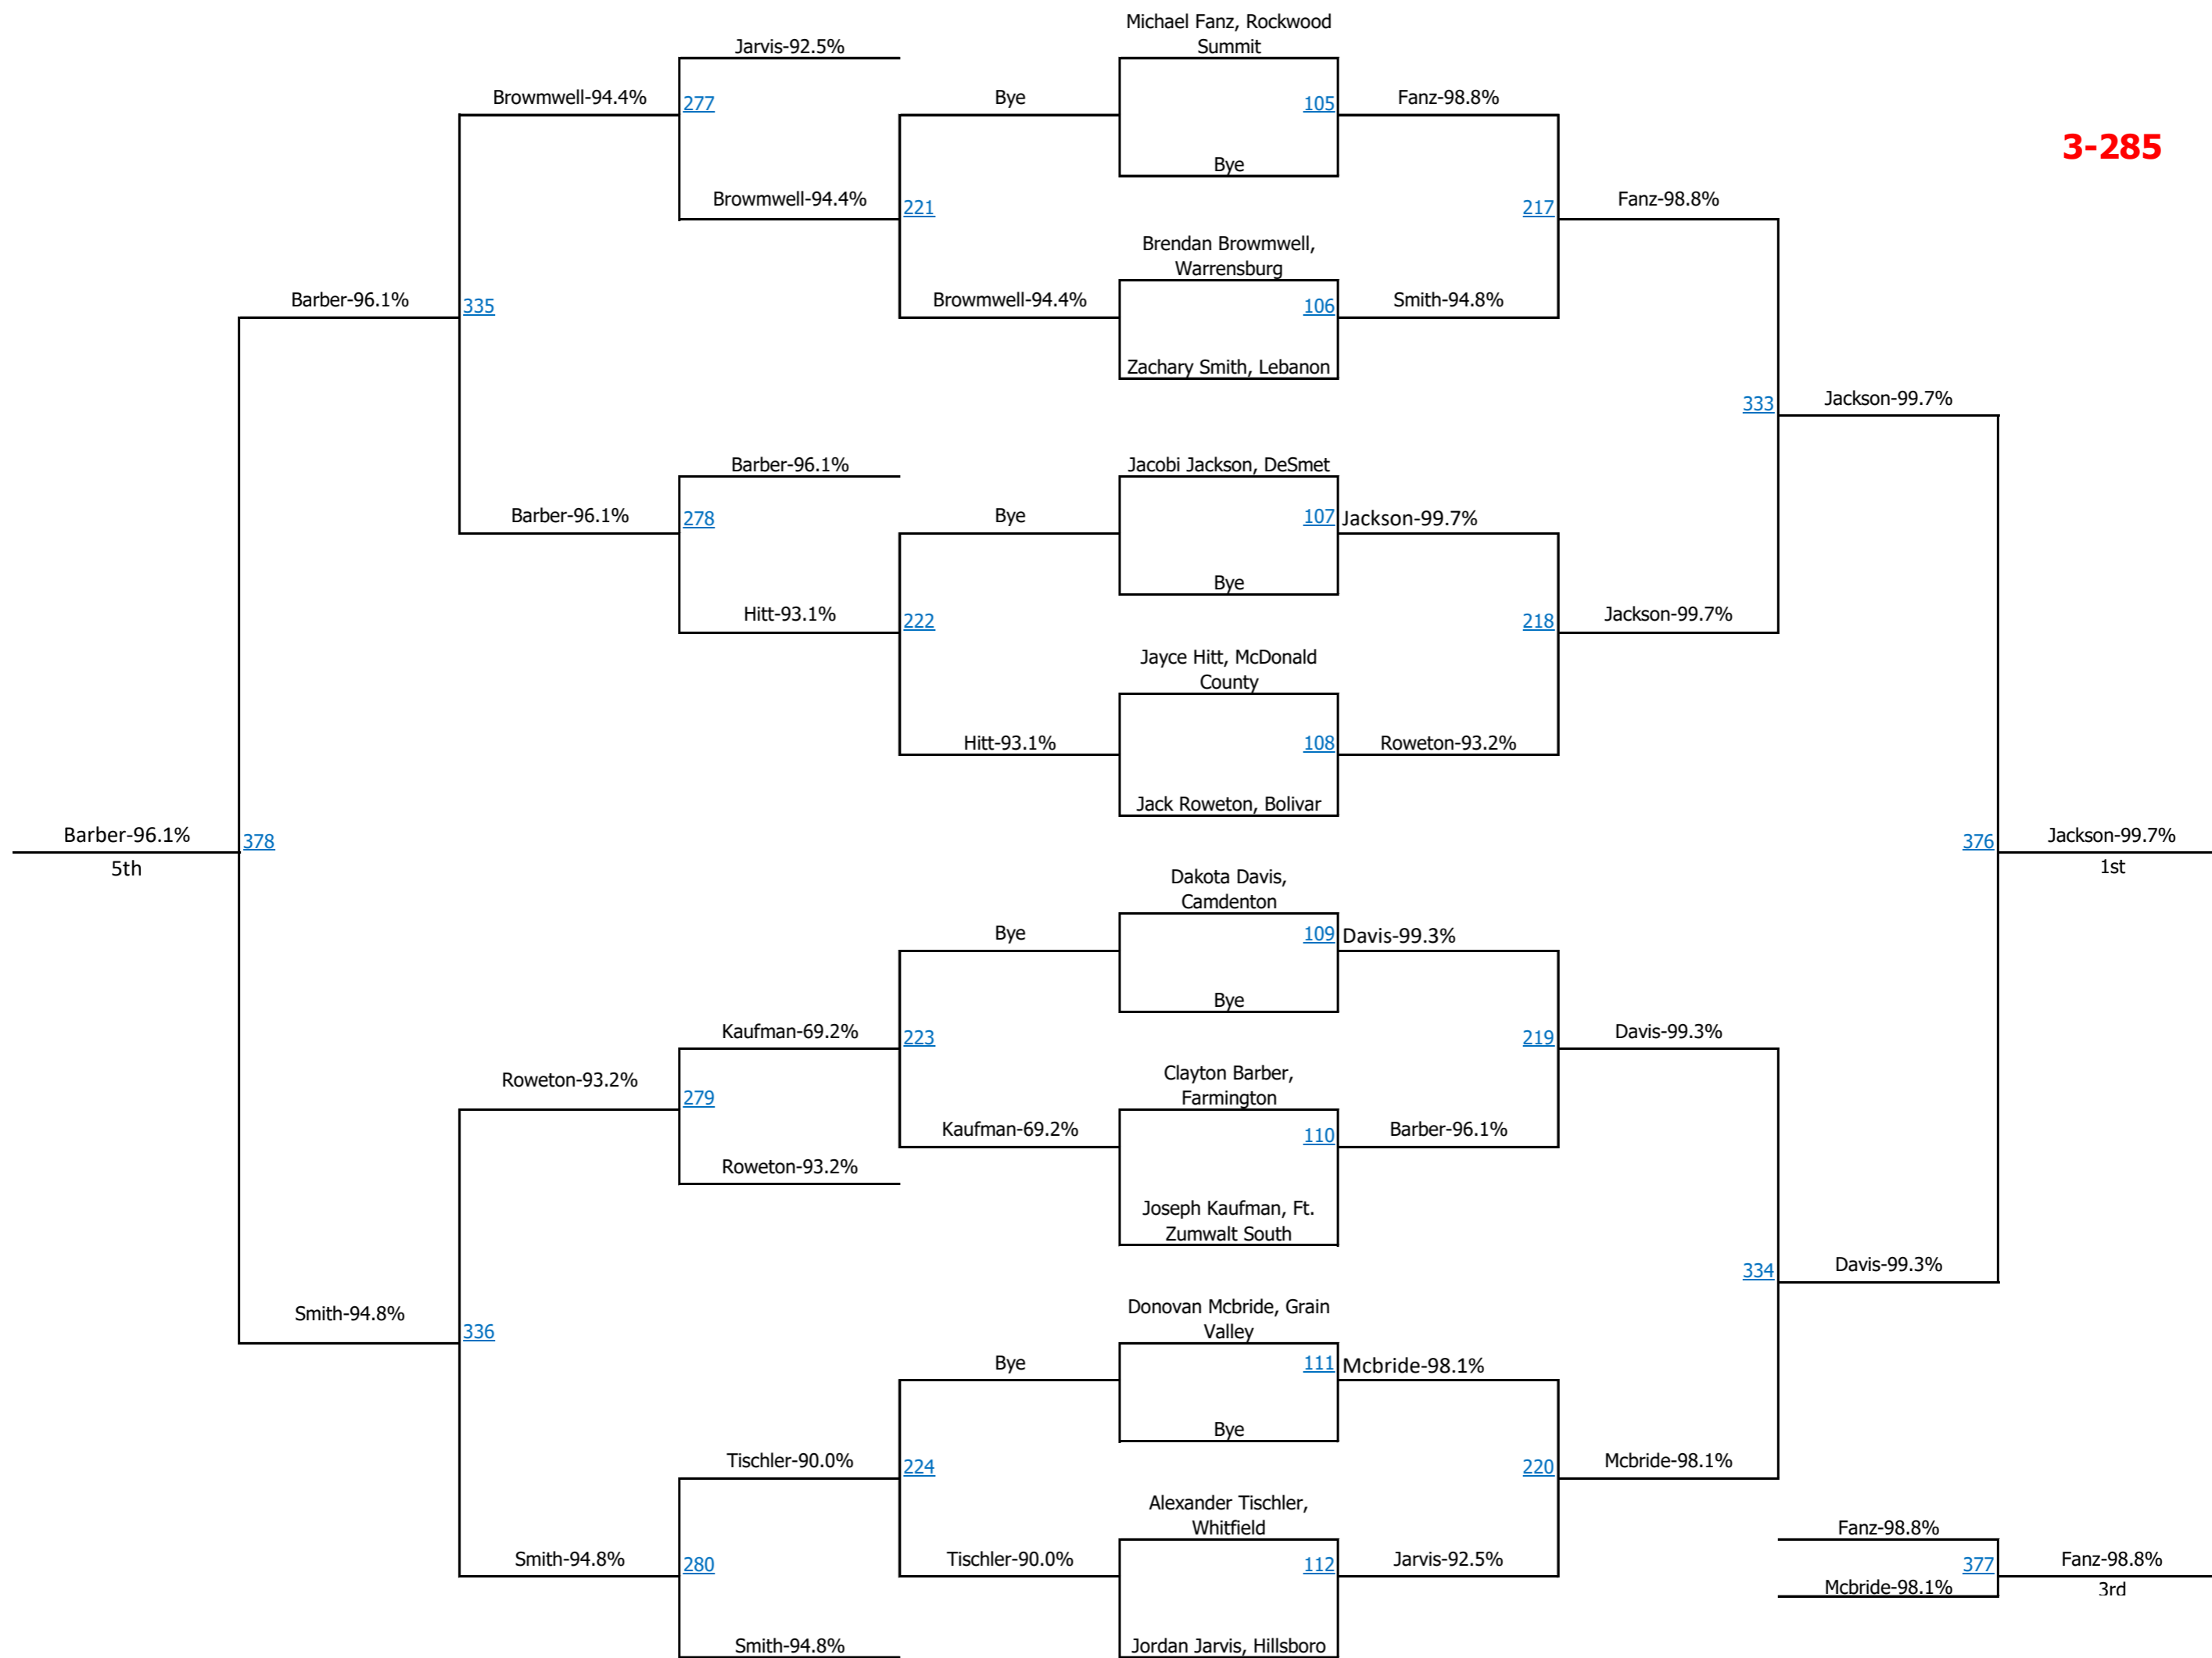 Michael Fanz, Rockwood
Summit
Jarvis-92.5%
Browmwell-94.4%
277
Bye
105
Fanz-98.8%
3-285
Bye
Browmwell-94.4%
221
217
Fanz-98.8%
Brendan Browmwell,
Warrensburg
Barber-96.1%
335
Browmwell-94.4%
106
Smith-94.8%
Zachary Smith, Lebanon
333
Jackson-99.7%
Barber-96.1%
Jacobi Jackson, DeSmet
Barber-96.1%
278
Bye
107
Jackson-99.7%
Bye
Hitt-93.1%
222
218
Jackson-99.7%
Jayce Hitt, McDonald
County
Hitt-93.1%
108
Roweton-93.2%
Jack Roweton, Bolivar
Barber-96.1%
378
376
Jackson-99.7%
5th
1st
Dakota Davis,
Camdenton
Bye
109
Davis-99.3%
Bye
Kaufman-69.2%
223
219
Davis-99.3%
Roweton-93.2%
279
Clayton Barber,
Farmington
Kaufman-69.2%
110
Barber-96.1%
Roweton-93.2%
Joseph Kaufman, Ft.
Zumwalt South
334
Davis-99.3%
Smith-94.8%
336
Donovan Mcbride, Grain
Valley
Bye
111
Mcbride-98.1%
Bye
Tischler-90.0%
224
220
Mcbride-98.1%
Alexander Tischler,
Whitfield
Fanz-98.8%
Smith-94.8%
280
Tischler-90.0%
112
Jarvis-92.5%
377
Fanz-98.8%
Mcbride-98.1%
3rd
Smith-94.8%
Jordan Jarvis, Hillsboro